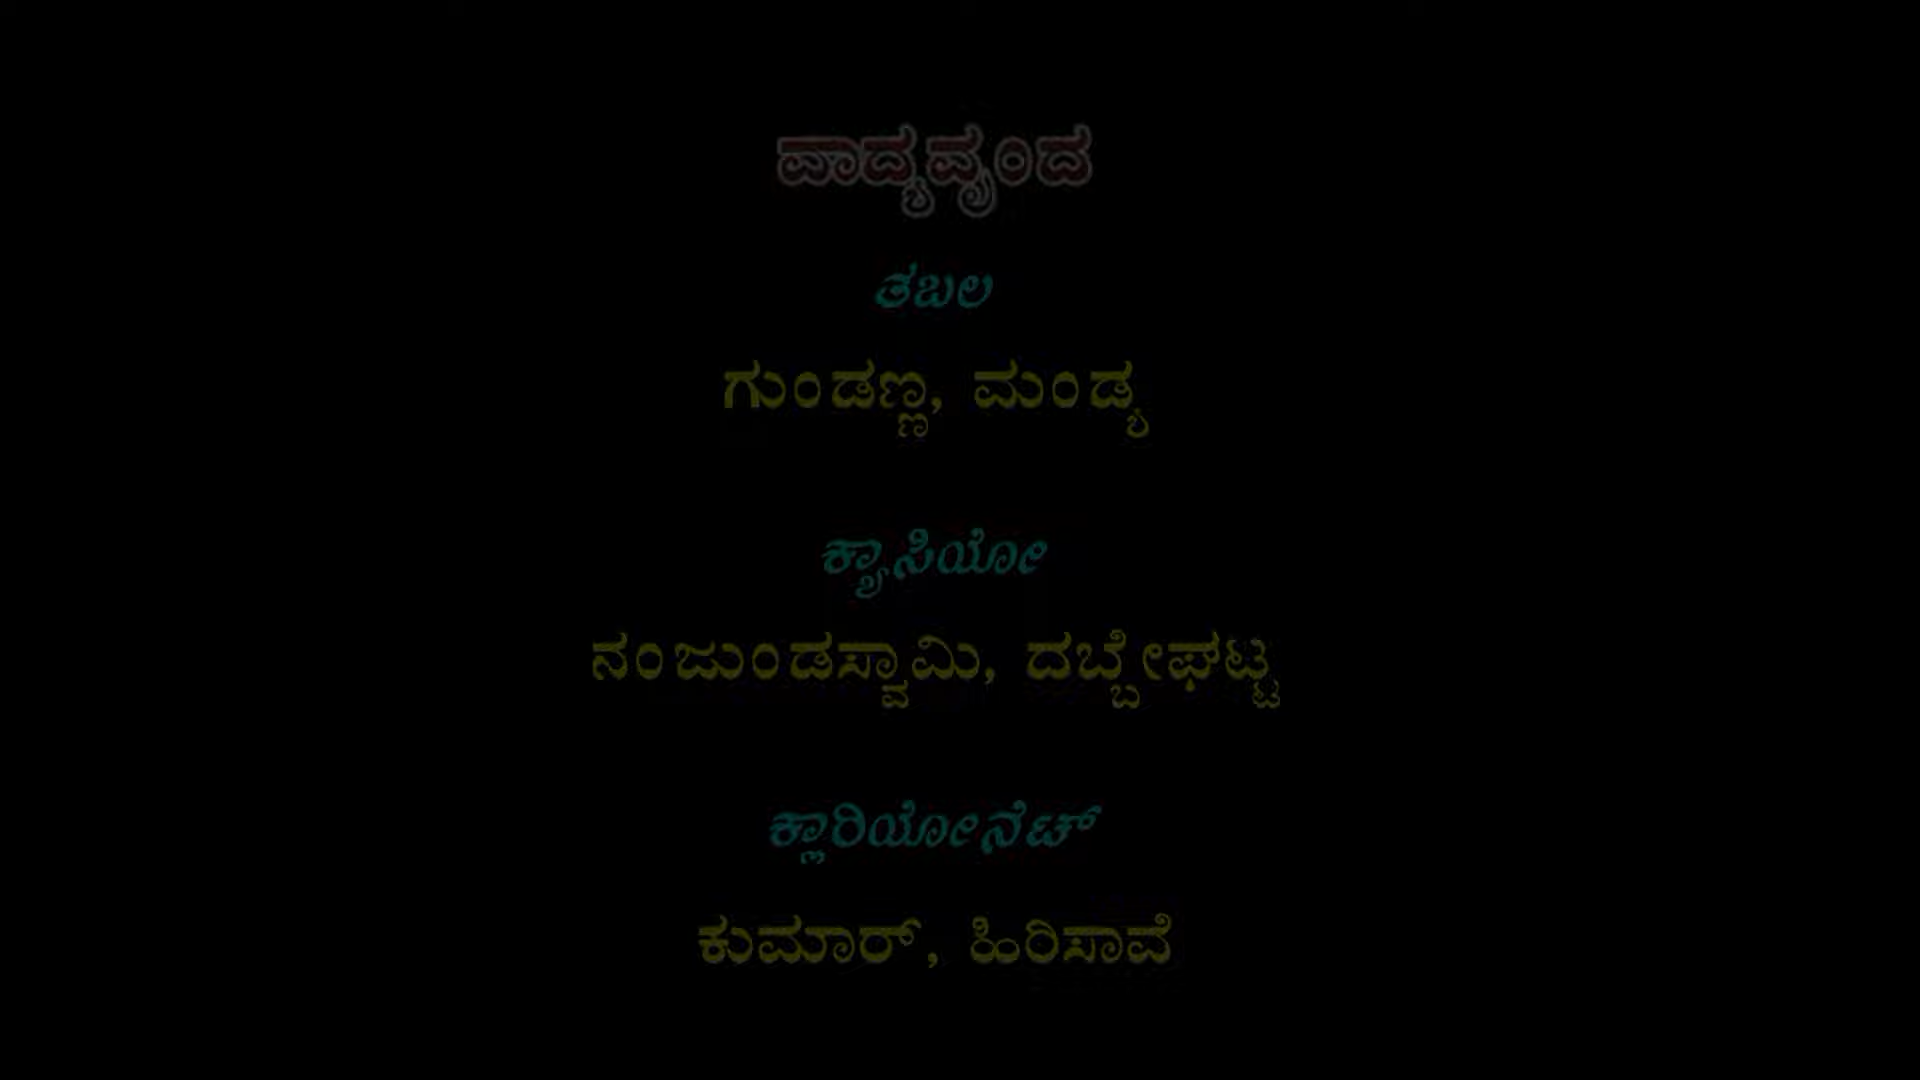 ವಾದ್ಯವೃಂದ
ತಬಲ
ಗುಂಡಣ್ಣ, ಮಂಡ್ಯ
ಕ್ಯಾಸಿಯೋ
ನಂಜುಂಡಸ್ವಾಮಿ, ದಬ್ಬೇಘಟ್ಟ
ಕ್ಲಾರಿಯೋನೆಟ್
ಕುಮಾರ್, ಹಿರಿಸಾವೆ